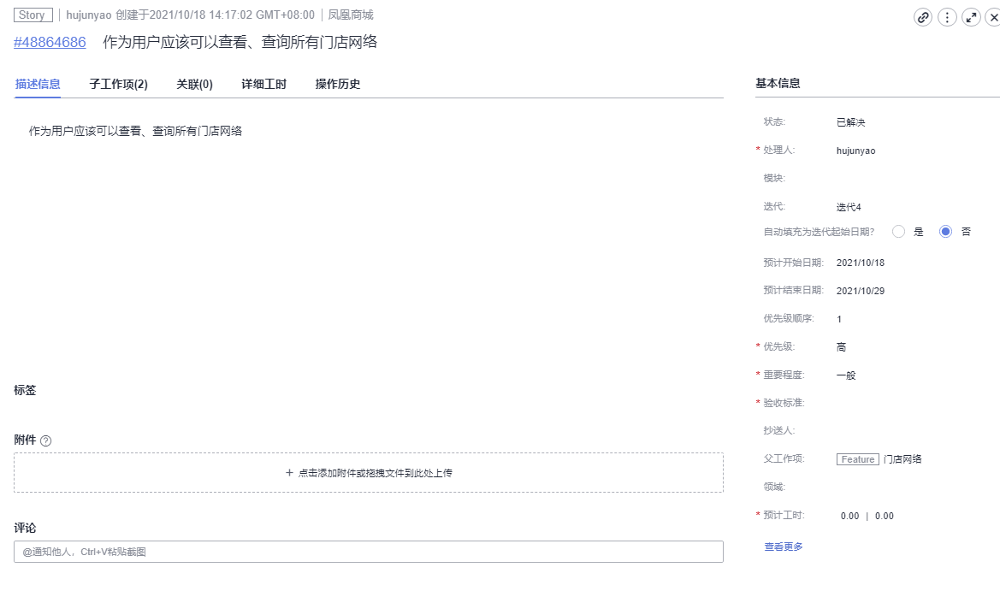 Story | hujunyao 创建于2021/10/18 14:17:02 GMT+08:00 | 凤凰商城
#48864686 作为用户应该可以查看、查询所有门店网络
描述信息 子工作项(2) 关联(0) 详细工时 操作历史
作为用户应该可以查看、查询所有门店网络
标签
附件 ?
+ 点击添加附件或拖拽文件到此处上传
评论
@通知他人，Ctrl+V粘贴截图
基本信息
状态: 已解决
* 处理人: hujunyao
模块:
迭代: 迭代4
自动填充为迭代起始日期? 是 否
预计开始日期: 2021/10/18
预计结束日期: 2021/10/29
优先级顺序: 1
* 优先级: 高
* 重要程度: 一般
* 验收标准:
抄送人:
父工作项: Feature 门店网络
领域:
* 预计工时: 0.00 | 0.00
查看更多